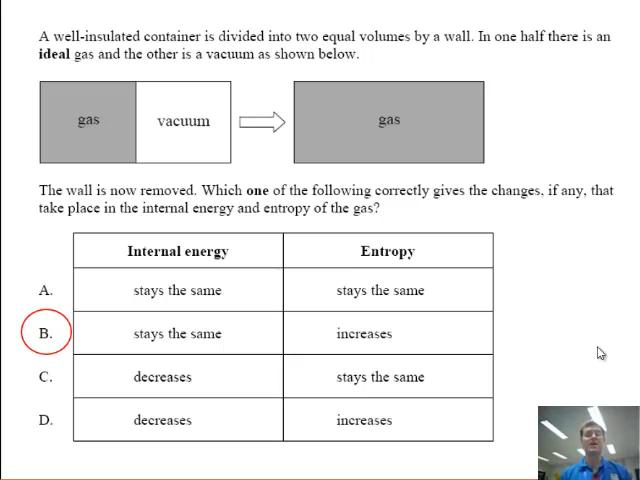 A well-insulated container is divided into two equal volumes by a wall. In one half there is an
ideal gas and the other is a vacuum as shown below.
gas vacuum gas
The wall is now removed. Which one of the following correctly gives the changes, if any, that
take place in the internal energy and entropy of the gas?
Internal energy Entropy
A. stays the same stays the same
B. stays the same increases
C. decreases stays the same
D. decreases increases